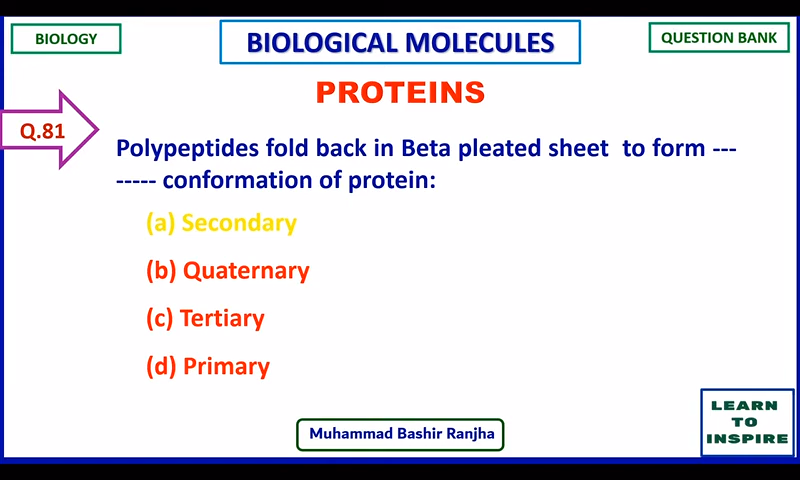 BIOLOGY
BIOLOGICAL MOLECULES
QUESTION BANK
PROTEINS
Q.81
Polypeptides fold back in Beta pleated sheet to form ---
----- conformation of protein:
(a) Secondary
(b) Quaternary
(c) Tertiary
(d) Primary
Muhammad Bashir Ranjha
LEARN
TO
INSPIRE